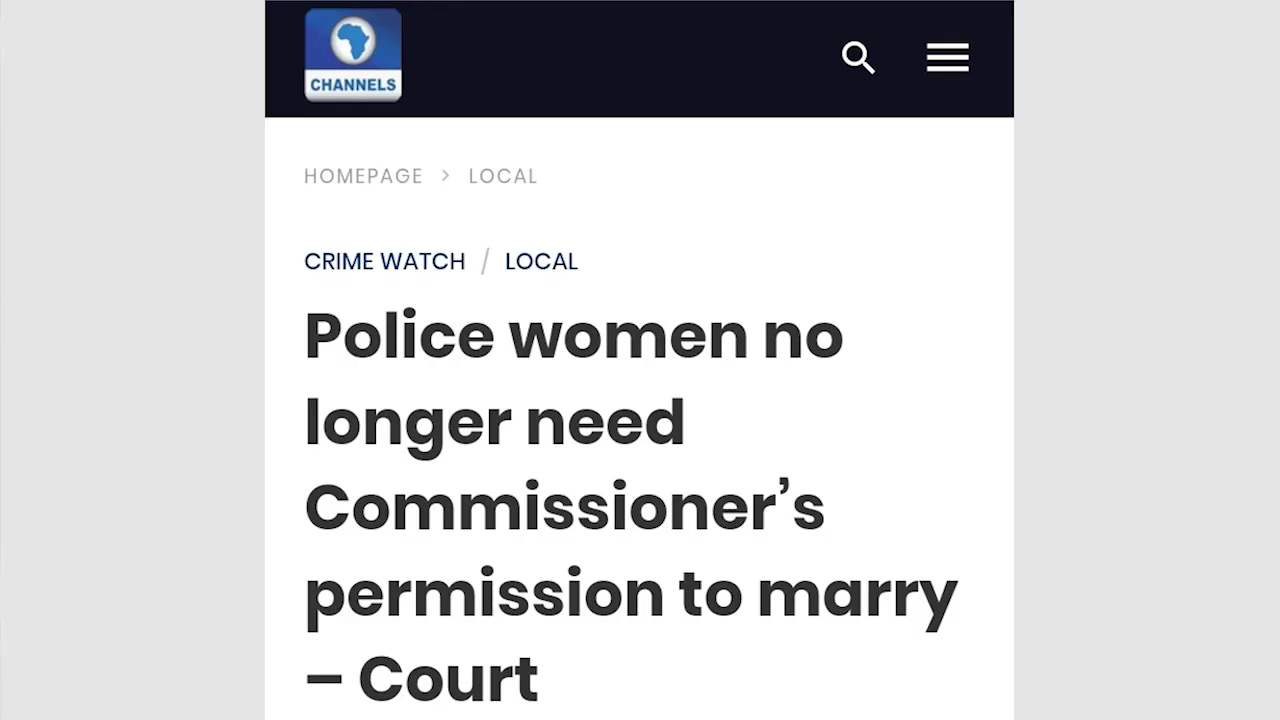 CHANNELS
HOMEPAGE > LOCAL
CRIME WATCH / LOCAL
Police women no
longer need
Commissioner’s
permission to marry
– Court